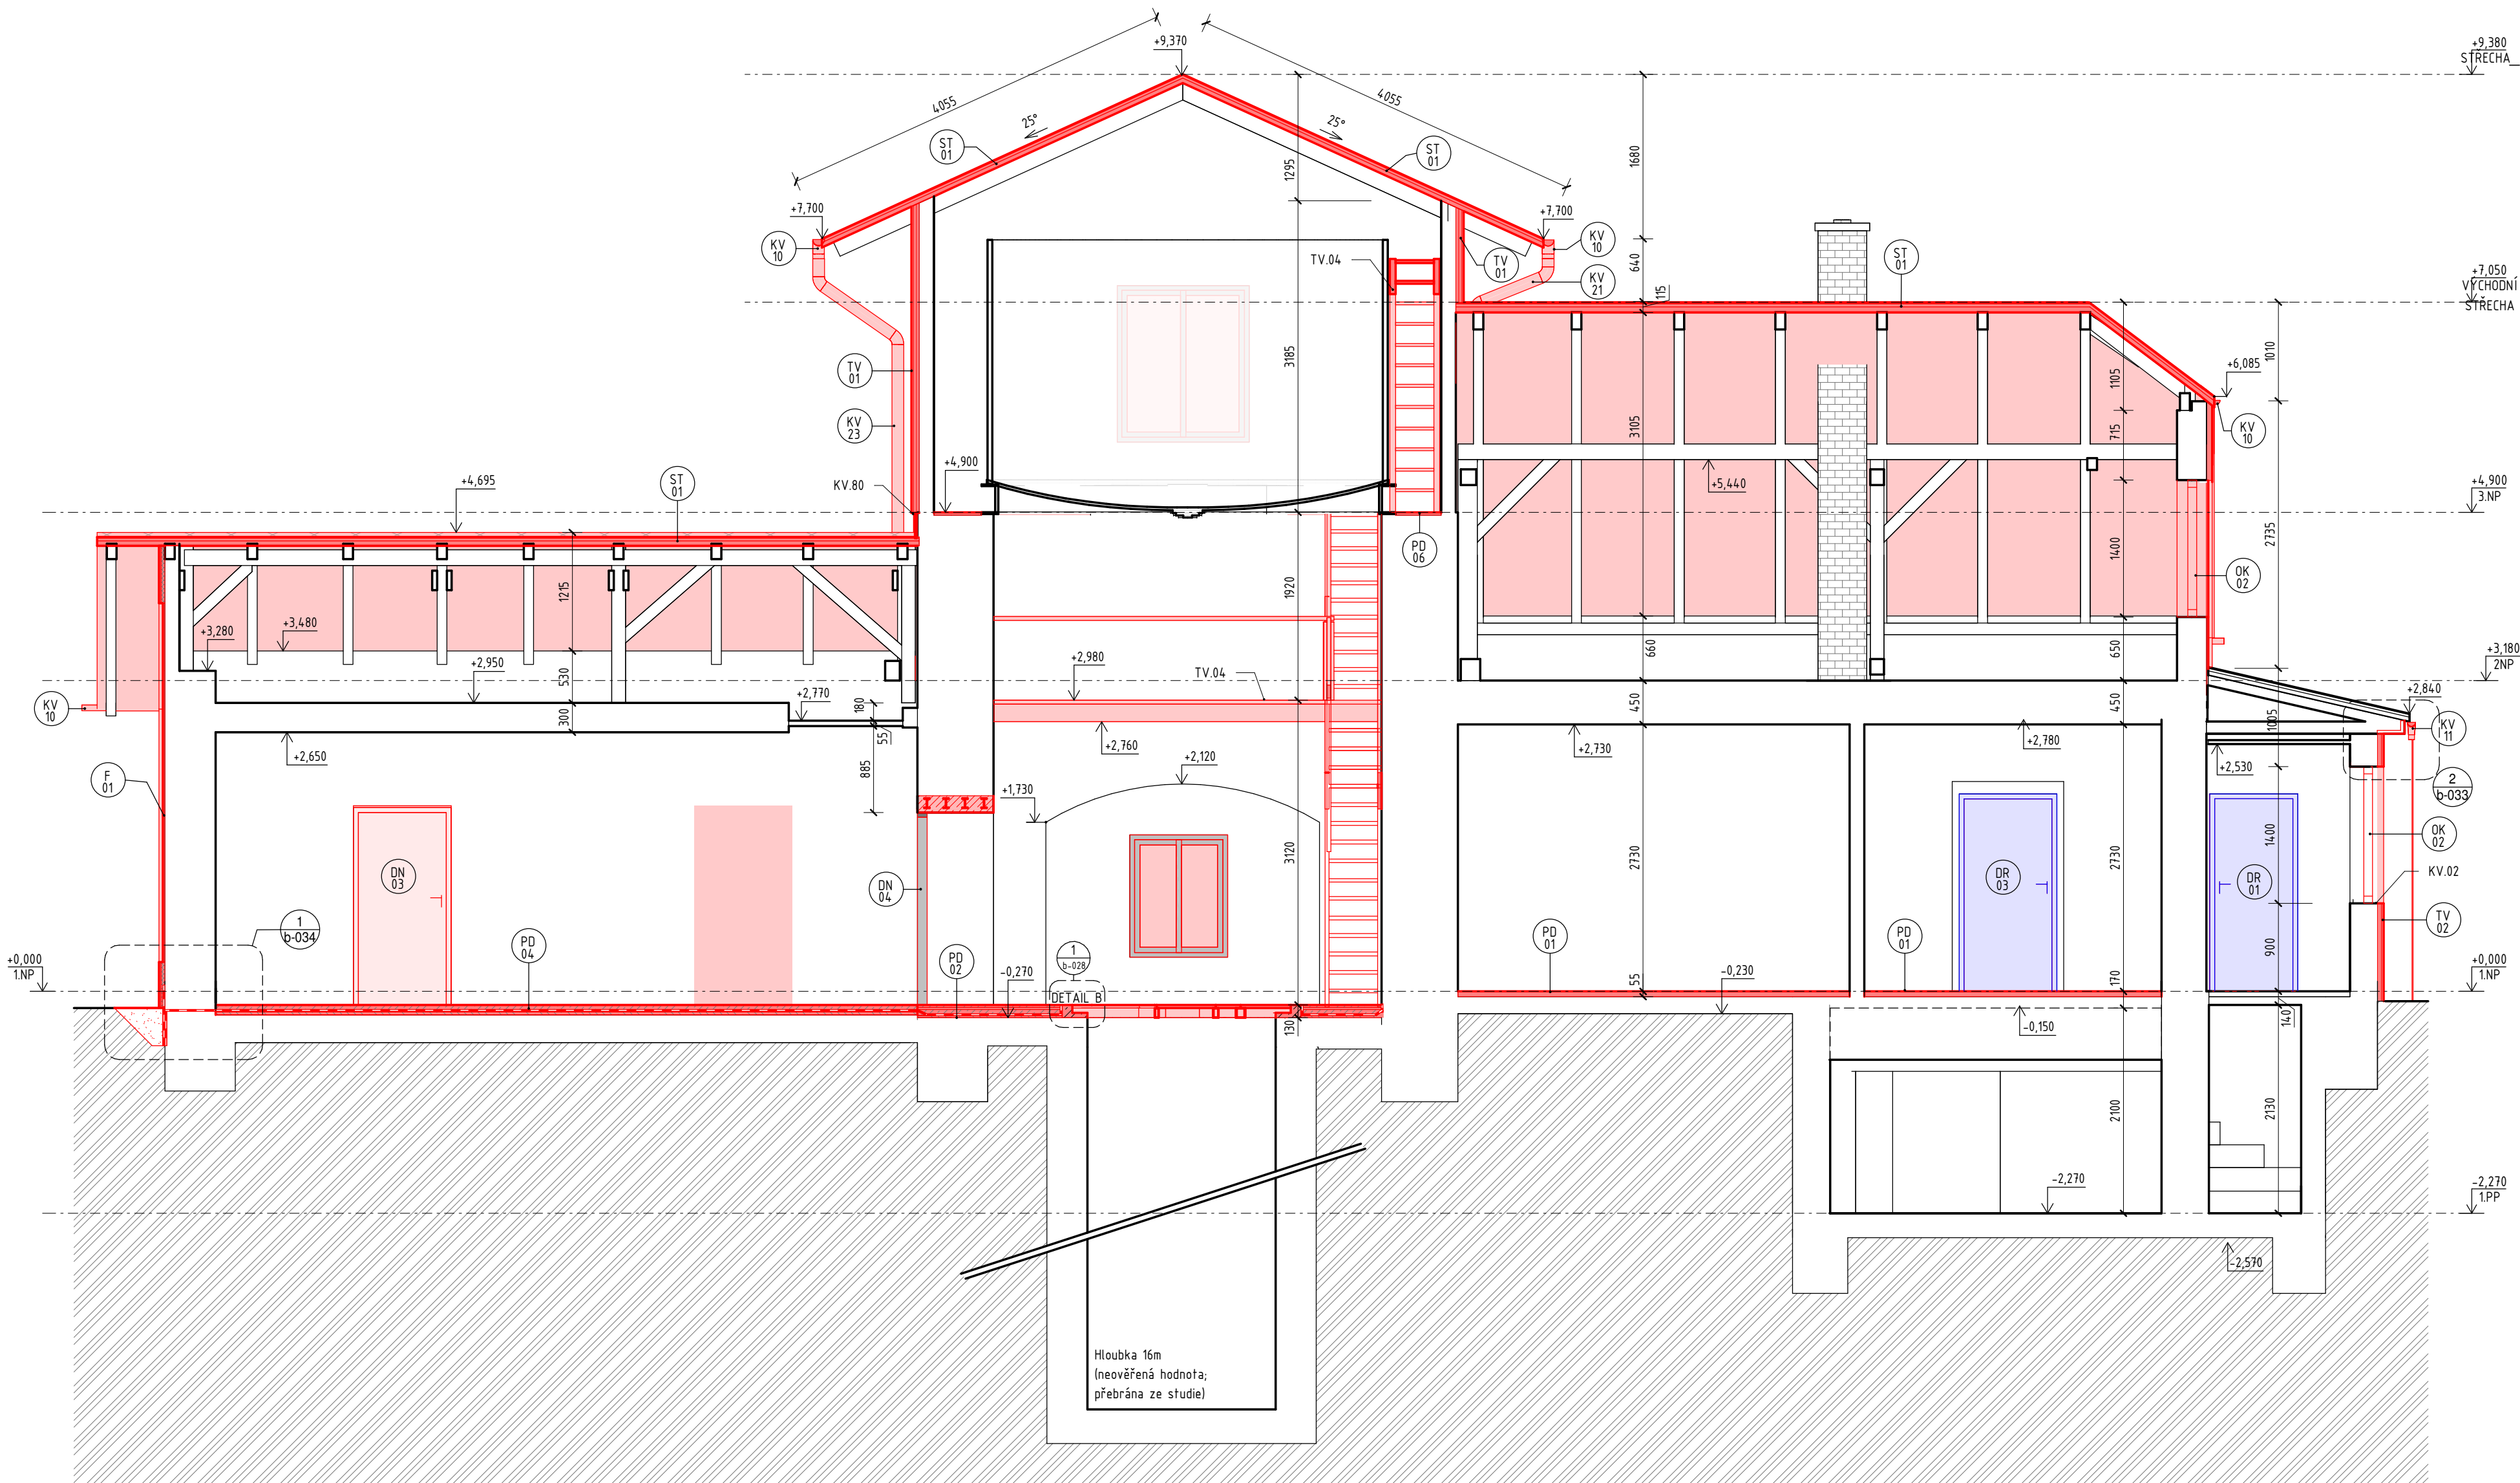 +9,370
+9,380
STŘECHA
4055
4055
25°
25°
ST
01
ST
01
1295
1680
+7,700
+7,700
KV
10
KV
10
TV
01
KV
21
TV.04
640
115
ST
01
+7,050
VÝCHODNÍ
STŘECHA
3185
1010
1105
+6,085
TV
01
KV
23
3105
715
KV
10
+4,900
+5,440
+4,695
ST
01
KV.80
+4,900
3.NP
2735
PD
06
1400
OK
02
1215
1920
+3,280
+3,480
660
650
+2,950
530
+2,980
TV.04
+3,180
2NP
KV
10
+2,770
180
300
55
450
450
+2,840
1005
KV
11
+2,650
+2,760
+2,730
+2,780
+2,530
885
+2,120
F
01
2
b-033
+1,730
1400
OK
02
3120
2730
2730
DN
03
DN
04
DR
03
DR
01
KV.02
TV
02
1
b-034
PD
04
PD
02
1
b-028
PD
01
PD
01
900
+0,000
1.NP
-0,270
DETAIL B
55
-0,230
170
+0,000
1.NP
130
-0,150
140
2100
2130
-2,270
-2,270
1.PP
-2,570
Hloubka 16m
(neověřená hodnota;
přebrána ze studie)